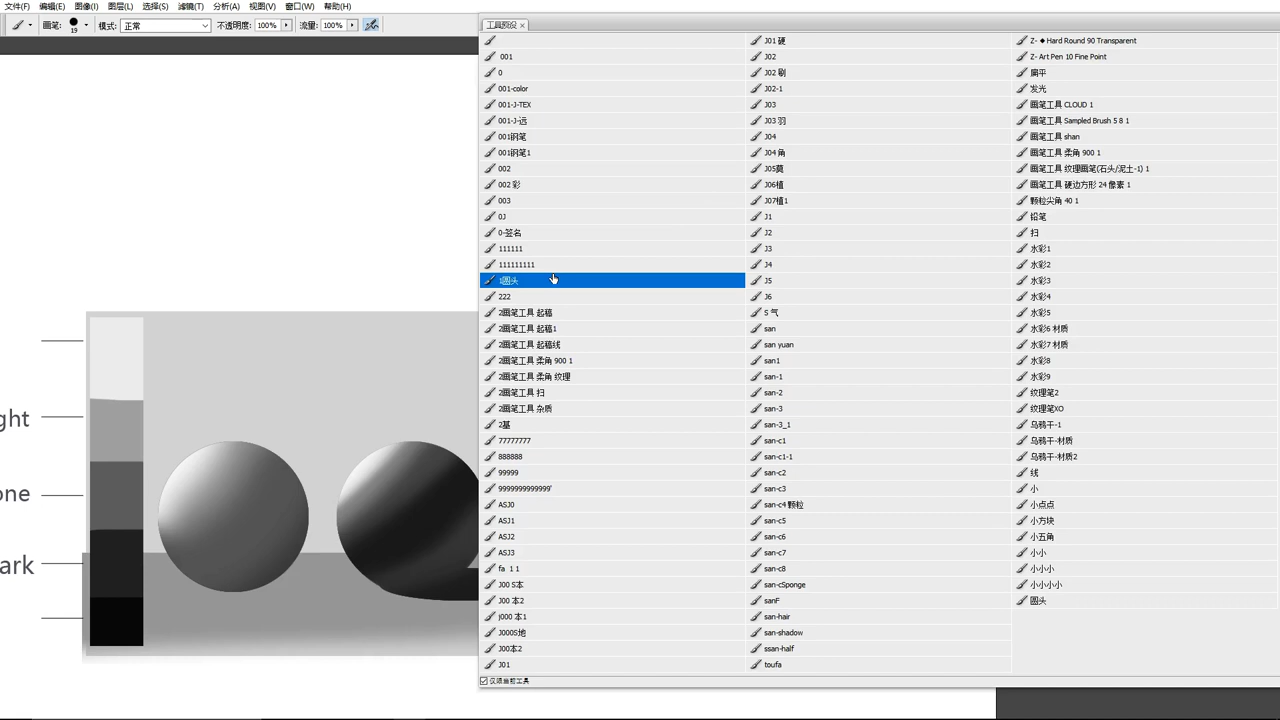 文件(F) 编辑(E) 图像(I) 图层(L) 选择(S) 滤镜(T) 分析(A) 视图(V) 窗口(W) 帮助(H)
画笔: 19 模式: 正常 不透明度: 100% 流量: 100%
工具预设
001
0
001-color
001-J-TEX
001-J-远
001钢笔
001钢笔1
002
002 彩
003
0J
0-签名
111111
111111111
1圆头
222
2画笔工具 起稿
2画笔工具 起稿1
2画笔工具 起稿线
2画笔工具 柔角 900 1
2画笔工具 柔角 纹理
2画笔工具 扫
2画笔工具 杂质
2基
77777777
888888
99999
9999999999999'
ASJ0
ASJ1
ASJ2
ASJ3
fa 1 1
J00 S本
J00 本2
j000 本1
J000S地
J00本2
J01
J01 硬
J02
J02 刷
J02-1
J03
J03 羽
J04
J04 角
J05莫
J06植
J07植1
J1
J2
J3
J4
J5
J6
S 气
san
san yuan
san1
san-1
san-2
san-3
san-3_1
san-c1
san-c1-1
san-c2
san-c3
san-c4 颗粒
san-c5
san-c6
san-c7
san-c8
san-cSponge
sanF
san-hair
san-shadow
ssan-half
toufa
Z- ◆ Hard Round 90 Transparent
Z- Art Pen 10 Fine Point
扁平
发光
画笔工具 CLOUD 1
画笔工具 Sampled Brush 5 8 1
画笔工具 shan
画笔工具 柔角 900 1
画笔工具 纹理画笔(石头/泥土-1) 1
画笔工具 硬边方形 24 像素 1
颗粒尖角 40 1
铅笔
扫
水彩1
水彩2
水彩3
水彩4
水彩5
水彩6 材质
水彩7 材质
水彩8
水彩9
纹理笔2
纹理笔XO
乌鸦干-1
乌鸦干-材质
乌鸦干-材质2
线
小
小点点
小方块
小五角
小小
小小小
小小小小
圆头
仅限当前工具
ght
one
ark